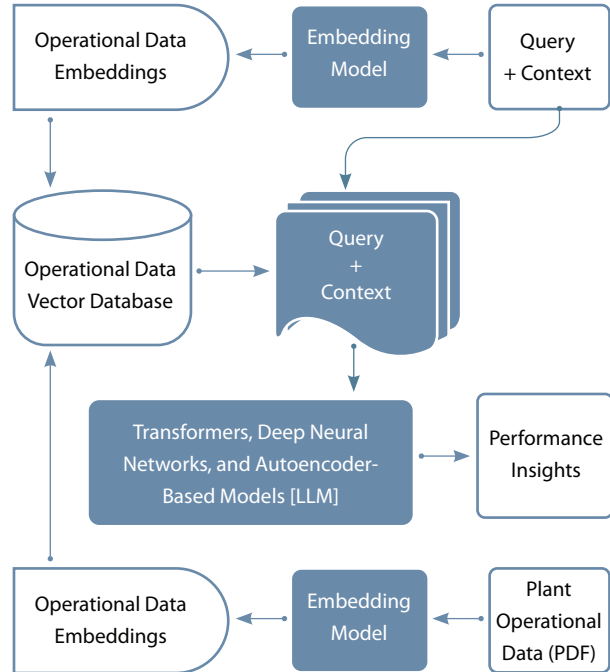 Operational Data
Embeddings
Embedding
Model
Query
+ Context
Operational Data
Vector Database
Query
+
Context
Transformers, Deep Neural
Networks, and Autoencoder-
Based Models [LLM]
Performance
Insights
Operational Data
Embeddings
Embedding
Model
Plant
Operational
Data (PDF)